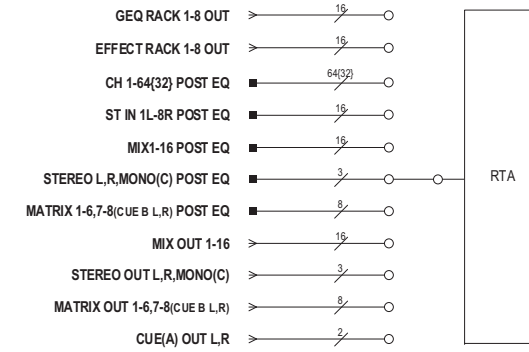 GEQ RACK 1-8 OUT 16
EFFECT RACK 1-8 OUT 16
CH 1-64{32} POST EQ 64{32}
ST IN 1L-8R POST EQ 16
MIX1-16 POST EQ 16
STEREO L,R,MONO(C) POST EQ 3 RTA
MATRIX 1-6,7-8(CUE B L,R) POST EQ 8
MIX OUT 1-16 16
STEREO OUT L,R,MONO(C) 3
MATRIX OUT 1-6,7-8(CUE B L,R) 8
CUE(A) OUT L,R 2